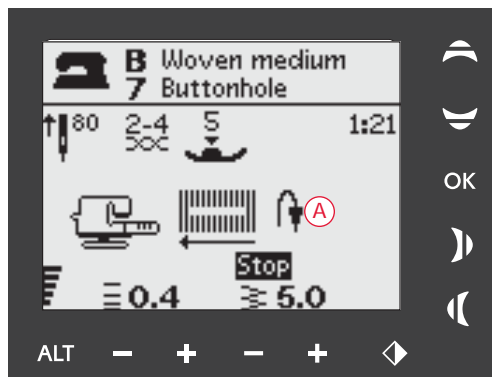 B Woven medium
7 Buttonhole
80 2-4 5 1:21
A
Stop
0.4 5.0
OK
ALT - + - +